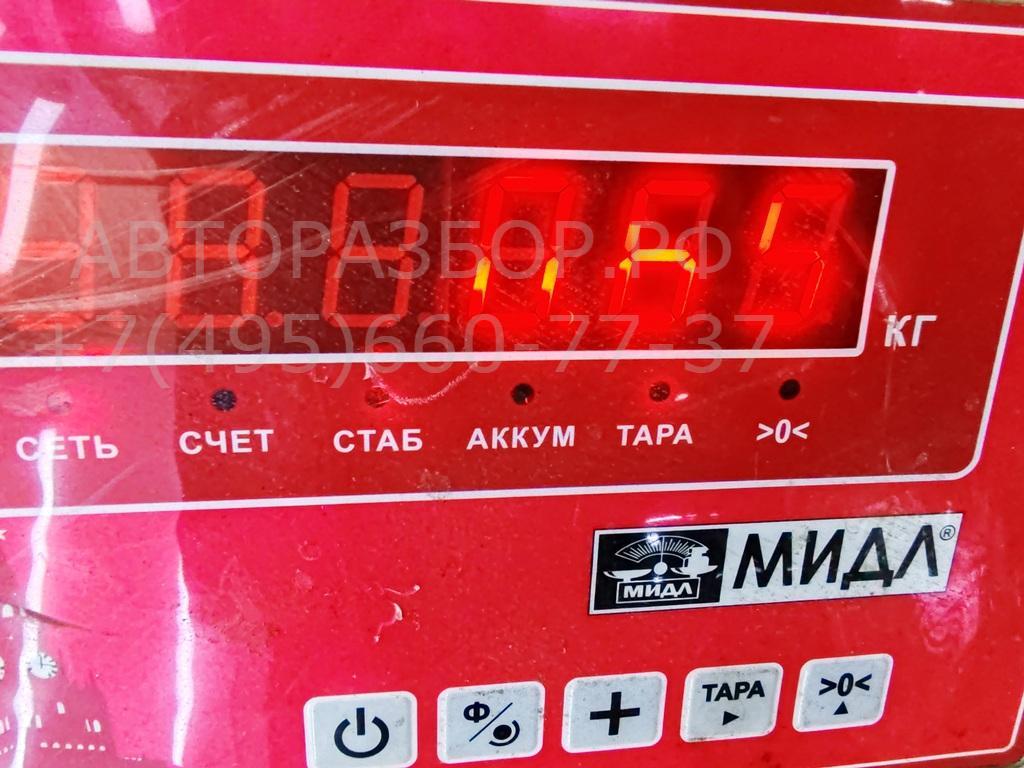 АВТОРАЗБОР.РФ
+7(495)660-77-37
КГ
СЕТЬ СЧЕТ СТАБ АККУМ ТАРА >0<
МИДЛ МИДЛ®
Ф ТАРА >0<